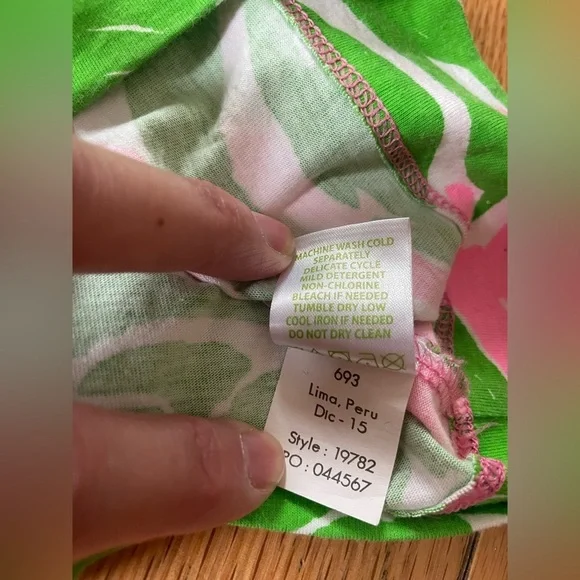 MACHINE WASH COLD
SEPARATELY
DELICATE CYCLE
MILD DETERGENT
NON-CHLORINE
BLEACH IF NEEDED
TUMBLE DRY LOW
COOL IRON IF NEEDED
DO NOT DRY CLEAN
693
Lima, Peru
Dic - 15
Style : 19782
PO : 044567